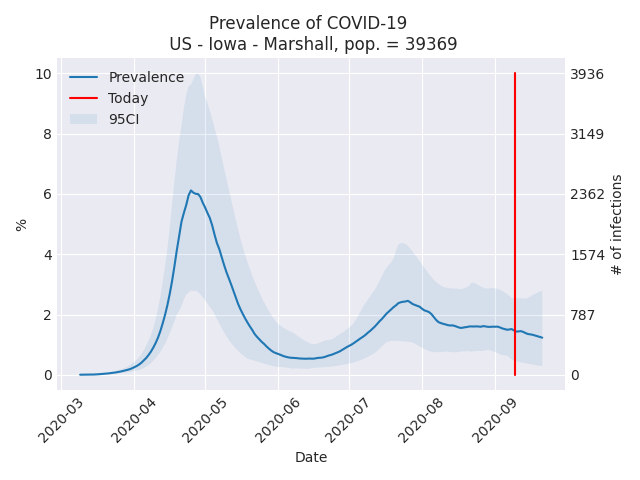 Prevalence of COVID-19
US - Iowa - Marshall, pop. = 39369
Prevalence
Today
95CI
10
8
6
4
2
0
%
3936
3149
2362
1574
787
0
# of infections
2020-03
2020-04
2020-05
2020-06
2020-07
2020-08
2020-09
Date